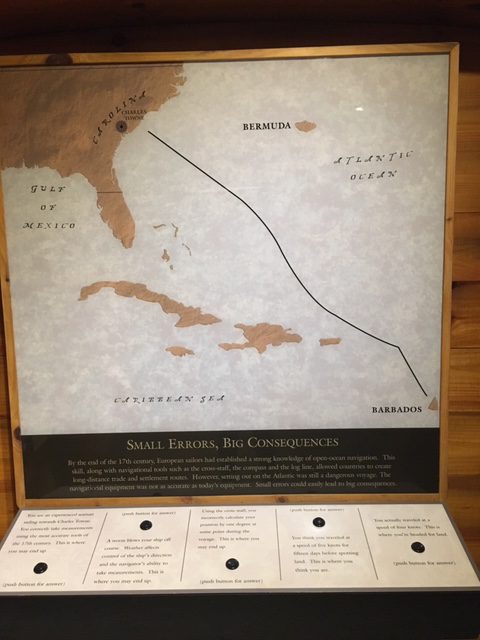 CAROLINA
CHARLES
TOWNE
BERMUDA
ATLANTIC
OCEAN
GULF
OF
MEXICO
CARIBBEAN SEA
BARBADOS
SMALL ERRORS, BIG CONSEQUENCES
By the end of the 17th century, European sailors had established a strong knowledge of open-ocean navigation. This
skill, along with navigational tools such as the cross-staff, the compass and the log line, allowed countries to create
long-distance trade and settlement routes. However, setting out on the Atlantic was still a dangerous voyage. The
navigational equipment was not as accurate as today's equipment. Small errors could easily lead to big consequences.
You are an experienced seaman
sailing towards Charles Towne.
You correctly take measurements
using the most accurate tools of
the 17th century. This is where
you may end up.
(push button for answer)
(push button for answer)
A storm blows your ship off
course. Weather affects
control of the ship's direction
and the navigator's ability to
take measurements. This is
where you may end up.
Using the cross-staff, you
incorrectly calculate your
position by one degree at
some point during the
voyage. This is where you
may end up.
(push button for answer)
(push button for answer)
You think you traveled at
a speed of five knots for
fifteen days before spotting
land. This is where you
think you are.
You actually traveled at a
speed of four knots. This is
where you're headed for land.
(push button for answer)